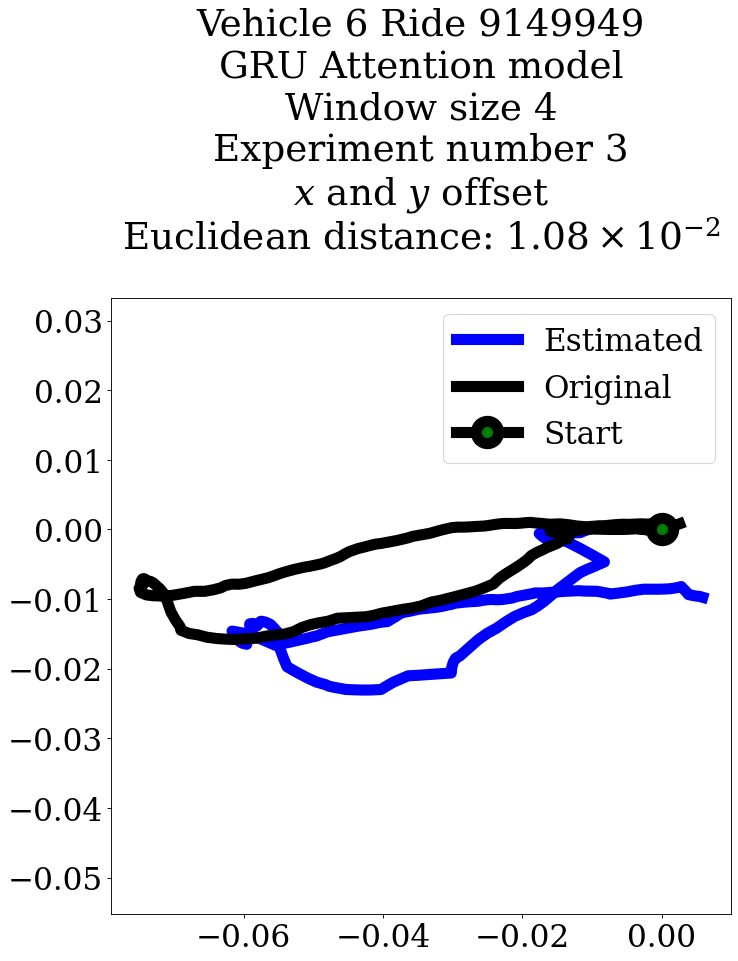 Vehicle 6 Ride 9149949
GRU Attention model
Window size 4
Experiment number 3
x and y offset
Euclidean distance: 1.08 × 10⁻²
Estimated
Original
Start
0.03
0.02
0.01
0.00
−0.01
−0.02
−0.03
−0.04
−0.05
−0.06 −0.04 −0.02 0.00